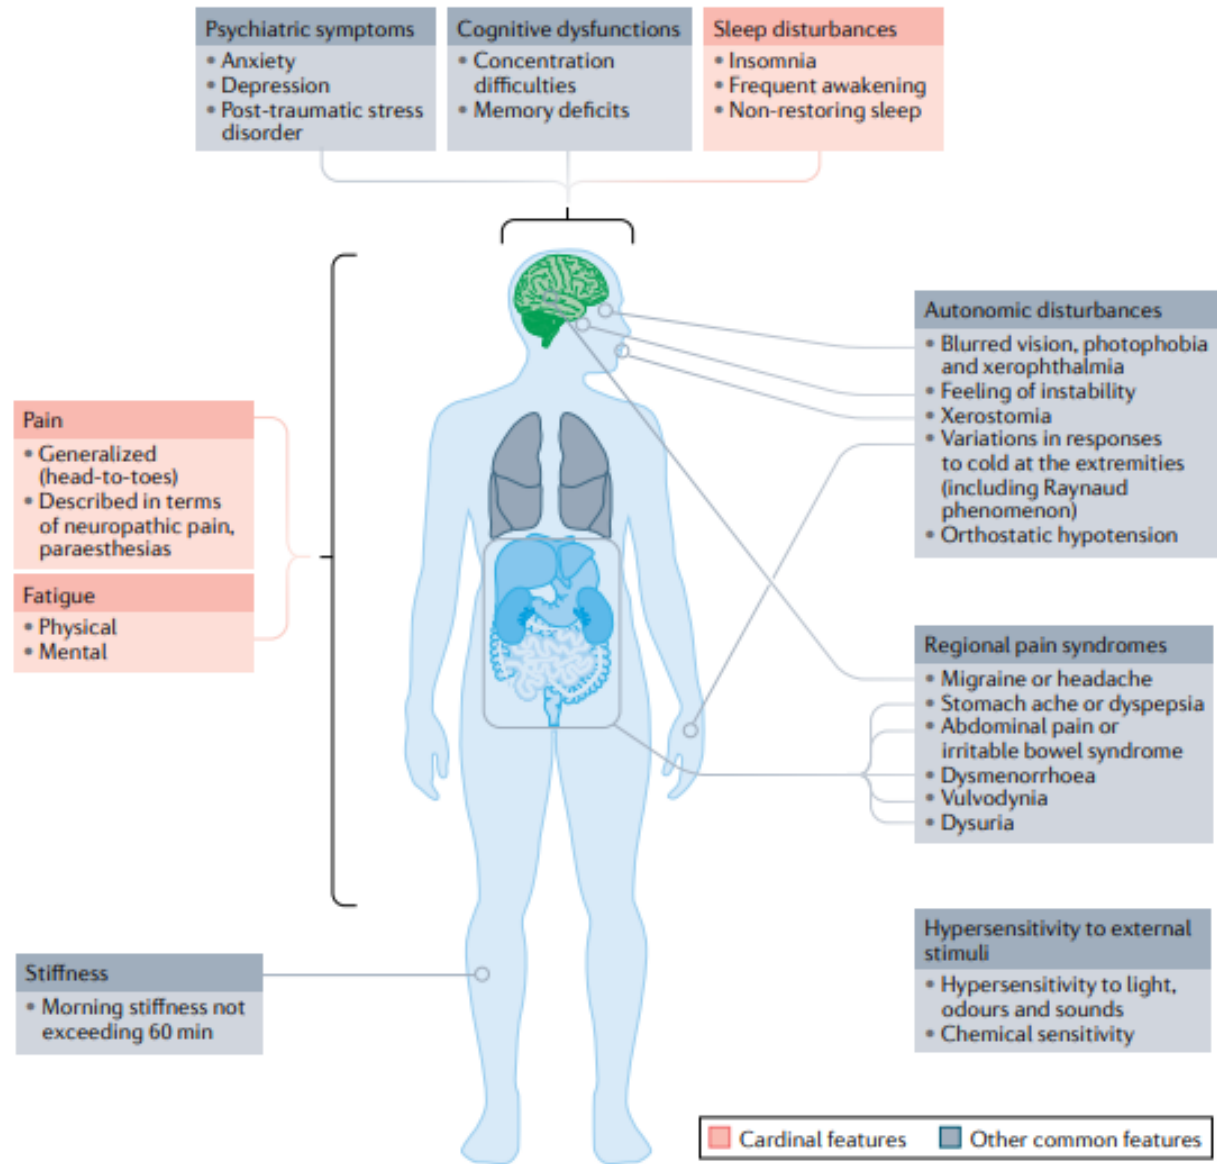 Psychiatric symptoms
• Anxiety
• Depression
• Post-traumatic stress
disorder
Cognitive dysfunctions
• Concentration
difficulties
• Memory deficits
Sleep disturbances
• Insomnia
• Frequent awakening
• Non-restoring sleep
Autonomic disturbances
• Blurred vision, photophobia
and xerophthalmia
• Feeling of instability
• Xerostomia
• Variations in responses
to cold at the extremities
(including Raynaud
phenomenon)
• Orthostatic hypotension
Pain
• Generalized
(head-to-toes)
• Described in terms
of neuropathic pain,
paraesthesias
Fatigue
• Physical
• Mental
Regional pain syndromes
• Migraine or headache
• Stomach ache or dyspepsia
• Abdominal pain or
irritable bowel syndrome
• Dysmenorrhoea
• Vulvodynia
• Dysuria
Stiffness
• Morning stiffness not
exceeding 60 min
Hypersensitivity to external
stimuli
• Hypersensitivity to light,
odours and sounds
• Chemical sensitivity
Cardinal features
Other common features